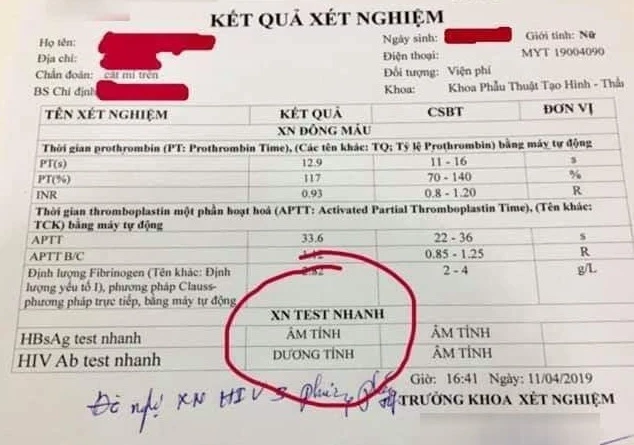 KẾT QUẢ XÉT NGHIỆM
Họ tên: Ngày sinh: Giới tính: Nữ
Địa chỉ: Điện thoại: MYT 19004090
Chẩn đoán: cắt mí trên Đối tượng: Viện phí
BS Chỉ định Khoa: Khoa Phẫu Thuật Tạo Hình - Thẩ
TÊN XÉT NGHIỆM KẾT QUẢ CSBT ĐƠN VỊ
XN ĐÔNG MÁU
Thời gian prothrombin (PT: Prothrombin Time), (Các tên khác: TQ; Tỷ lệ Prothrombin) bằng máy tự động
PT(s) 12.9 11 - 16 s
PT(%) 117 70 - 140 %
INR 0.93 0.8 - 1.20 R
Thời gian thromboplastin một phần hoạt hoá (APTT: Activated Partial Thromboplastin Time), (Tên khác:
TCK) bằng máy tự động
APTT 33.6 22 - 36 s
APTT B/C 0.85 - 1.25 R
Định lượng Fibrinogen (Tên khác: Định 2 - 4 g/L
lượng yếu tố I), phương pháp Clauss-
phương pháp trực tiếp, bằng máy tự động
XN TEST NHANH
HBsAg test nhanh ÂM TÍNH ÂM TÍNH
HIV Ab test nhanh DƯƠNG TÍNH ÂM TÍNH
Giờ: 16:41 Ngày: 11/04/2019
Đề nghị XN HIV 3 phương pháp
TRƯỞNG KHOA XÉT NGHIỆM